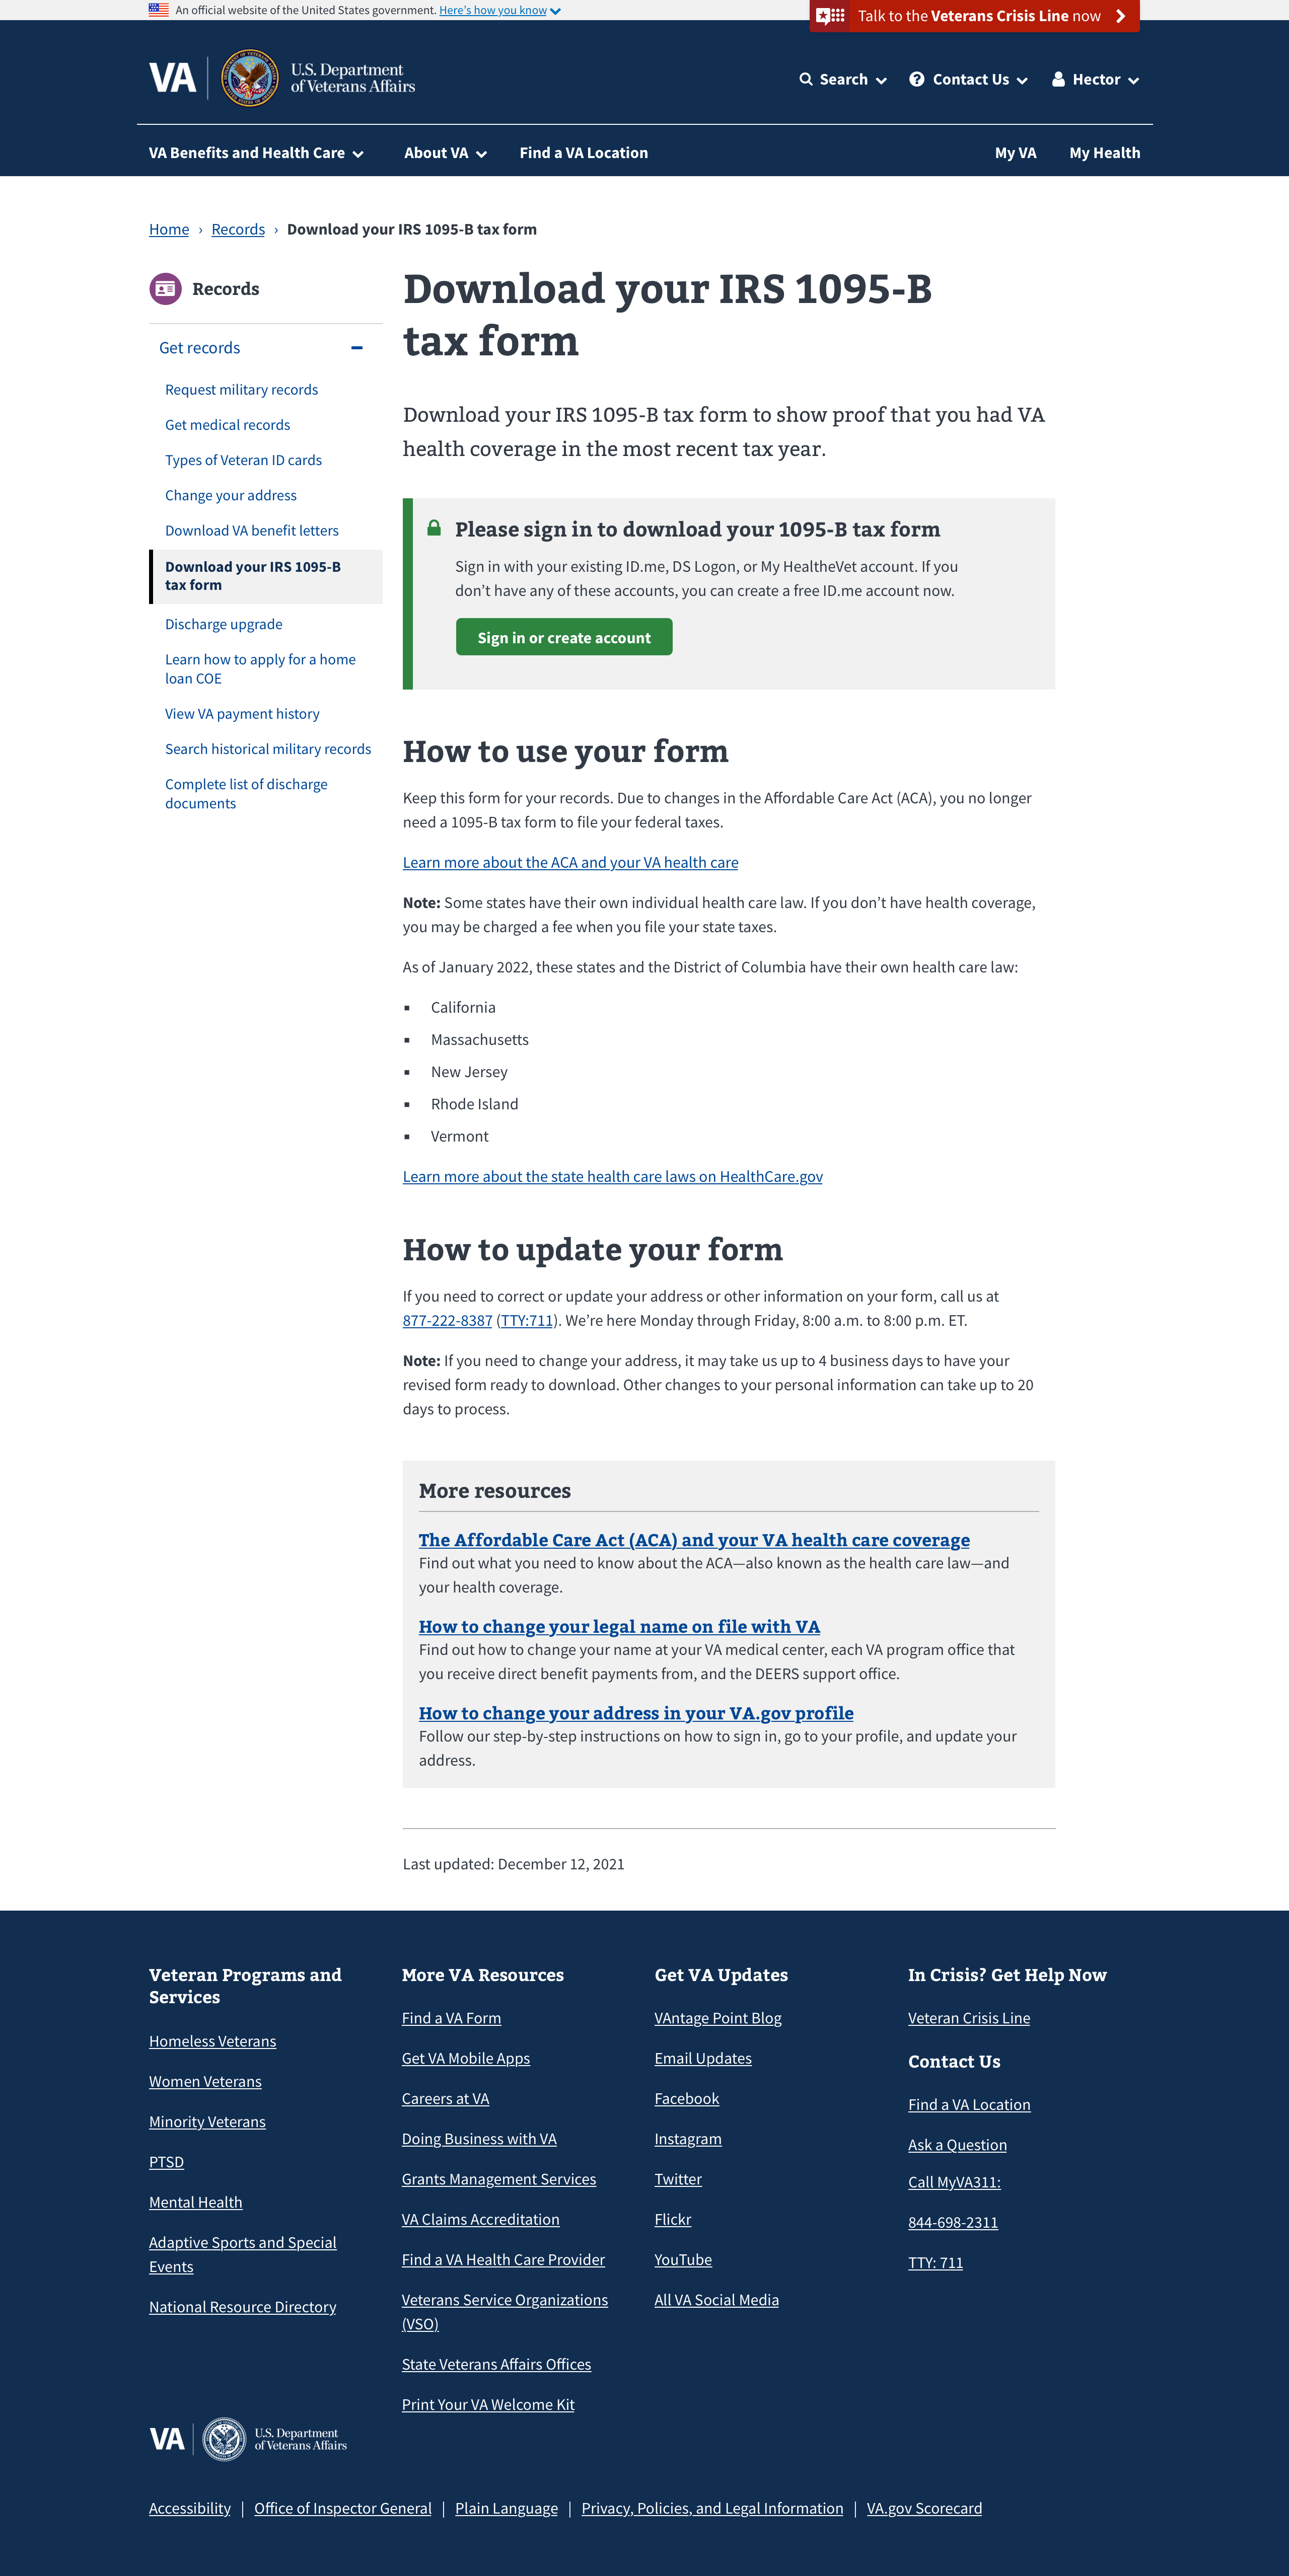 An official website of the United States government. Here's how you know
Talk to the Veterans Crisis Line now
VA
U.S. Department
of Veterans Affairs
Search
Contact Us
Hector
VA Benefits and Health Care
About VA
Find a VA Location
My VA
My Health
Home › Records › Download your IRS 1095-B tax form
Records
Get records
Request military records
Get medical records
Types of Veteran ID cards
Change your address
Download VA benefit letters
Download your IRS 1095-B
tax form
Discharge upgrade
Learn how to apply for a home
loan COE
View VA payment history
Search historical military records
Complete list of discharge
documents
Download your IRS 1095-B
tax form
Download your IRS 1095-B tax form to show proof that you had VA
health coverage in the most recent tax year.
Please sign in to download your 1095-B tax form
Sign in with your existing ID.me, DS Logon, or My HealtheVet account. If you
don't have any of these accounts, you can create a free ID.me account now.
Sign in or create account
How to use your form
Keep this form for your records. Due to changes in the Affordable Care Act (ACA), you no longer
need a 1095-B tax form to file your federal taxes.
Learn more about the ACA and your VA health care
Note: Some states have their own individual health care law. If you don't have health coverage,
you may be charged a fee when you file your state taxes.
As of January 2022, these states and the District of Columbia have their own health care law:
▪ California
▪ Massachusetts
▪ New Jersey
▪ Rhode Island
▪ Vermont
Learn more about the state health care laws on HealthCare.gov
How to update your form
If you need to correct or update your address or other information on your form, call us at
877-222-8387 (TTY:711). We're here Monday through Friday, 8:00 a.m. to 8:00 p.m. ET.
Note: If you need to change your address, it may take us up to 4 business days to have your
revised form ready to download. Other changes to your personal information can take up to 20
days to process.
More resources
The Affordable Care Act (ACA) and your VA health care coverage
Find out what you need to know about the ACA—also known as the health care law—and
your health coverage.
How to change your legal name on file with VA
Find out how to change your name at your VA medical center, each VA program office that
you receive direct benefit payments from, and the DEERS support office.
How to change your address in your VA.gov profile
Follow our step-by-step instructions on how to sign in, go to your profile, and update your
address.
Last updated: December 12, 2021
Veteran Programs and
Services
Homeless Veterans
Women Veterans
Minority Veterans
PTSD
Mental Health
Adaptive Sports and Special
Events
National Resource Directory
More VA Resources
Find a VA Form
Get VA Mobile Apps
Careers at VA
Doing Business with VA
Grants Management Services
VA Claims Accreditation
Find a VA Health Care Provider
Veterans Service Organizations
(VSO)
State Veterans Affairs Offices
Print Your VA Welcome Kit
Get VA Updates
VAntage Point Blog
Email Updates
Facebook
Instagram
Twitter
Flickr
YouTube
All VA Social Media
In Crisis? Get Help Now
Veteran Crisis Line
Contact Us
Find a VA Location
Ask a Question
Call MyVA311:
844-698-2311
TTY: 711
VA
U.S. Department
of Veterans Affairs
Accessibility | Office of Inspector General | Plain Language | Privacy, Policies, and Legal Information | VA.gov Scorecard